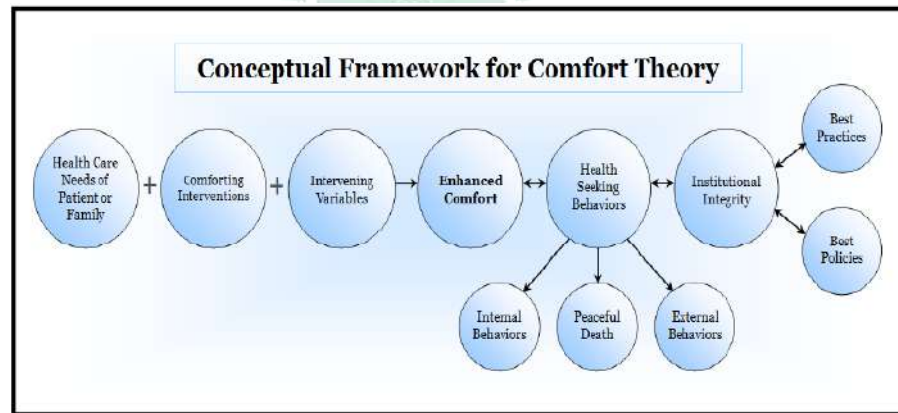 Conceptual Framework for Comfort Theory
Health Care
Needs of
Patient or
Family
+
Comforting
Interventions
+
Intervening
Variables
Enhanced
Comfort
Health
Seeking
Behaviors
Institutional
Integrity
Best
Practices
Best
Policies
Internal
Behaviors
Peaceful
Death
External
Behaviors